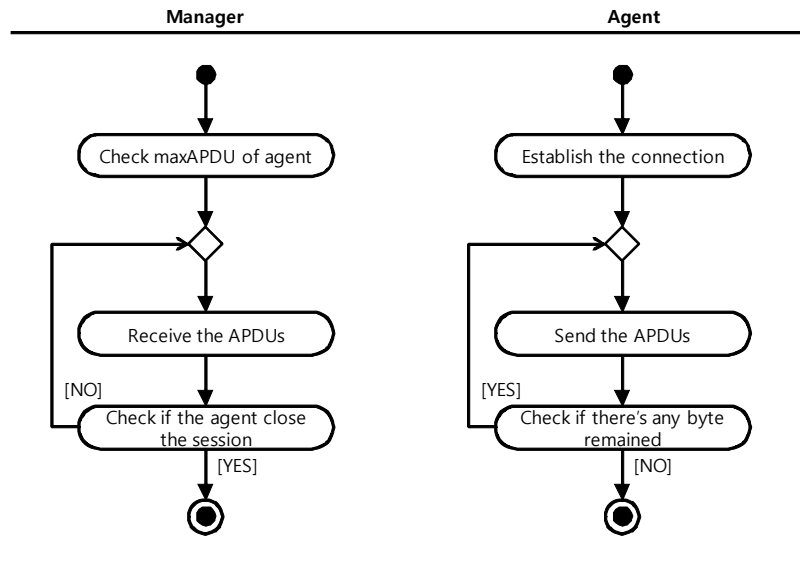 Manager
Agent
Check maxAPDU of agent
Establish the connection
Receive the APDUs
Send the APDUs
[NO]
[YES]
Check if the agent close
the session
Check if there's any byte
remained
[YES]
[NO]